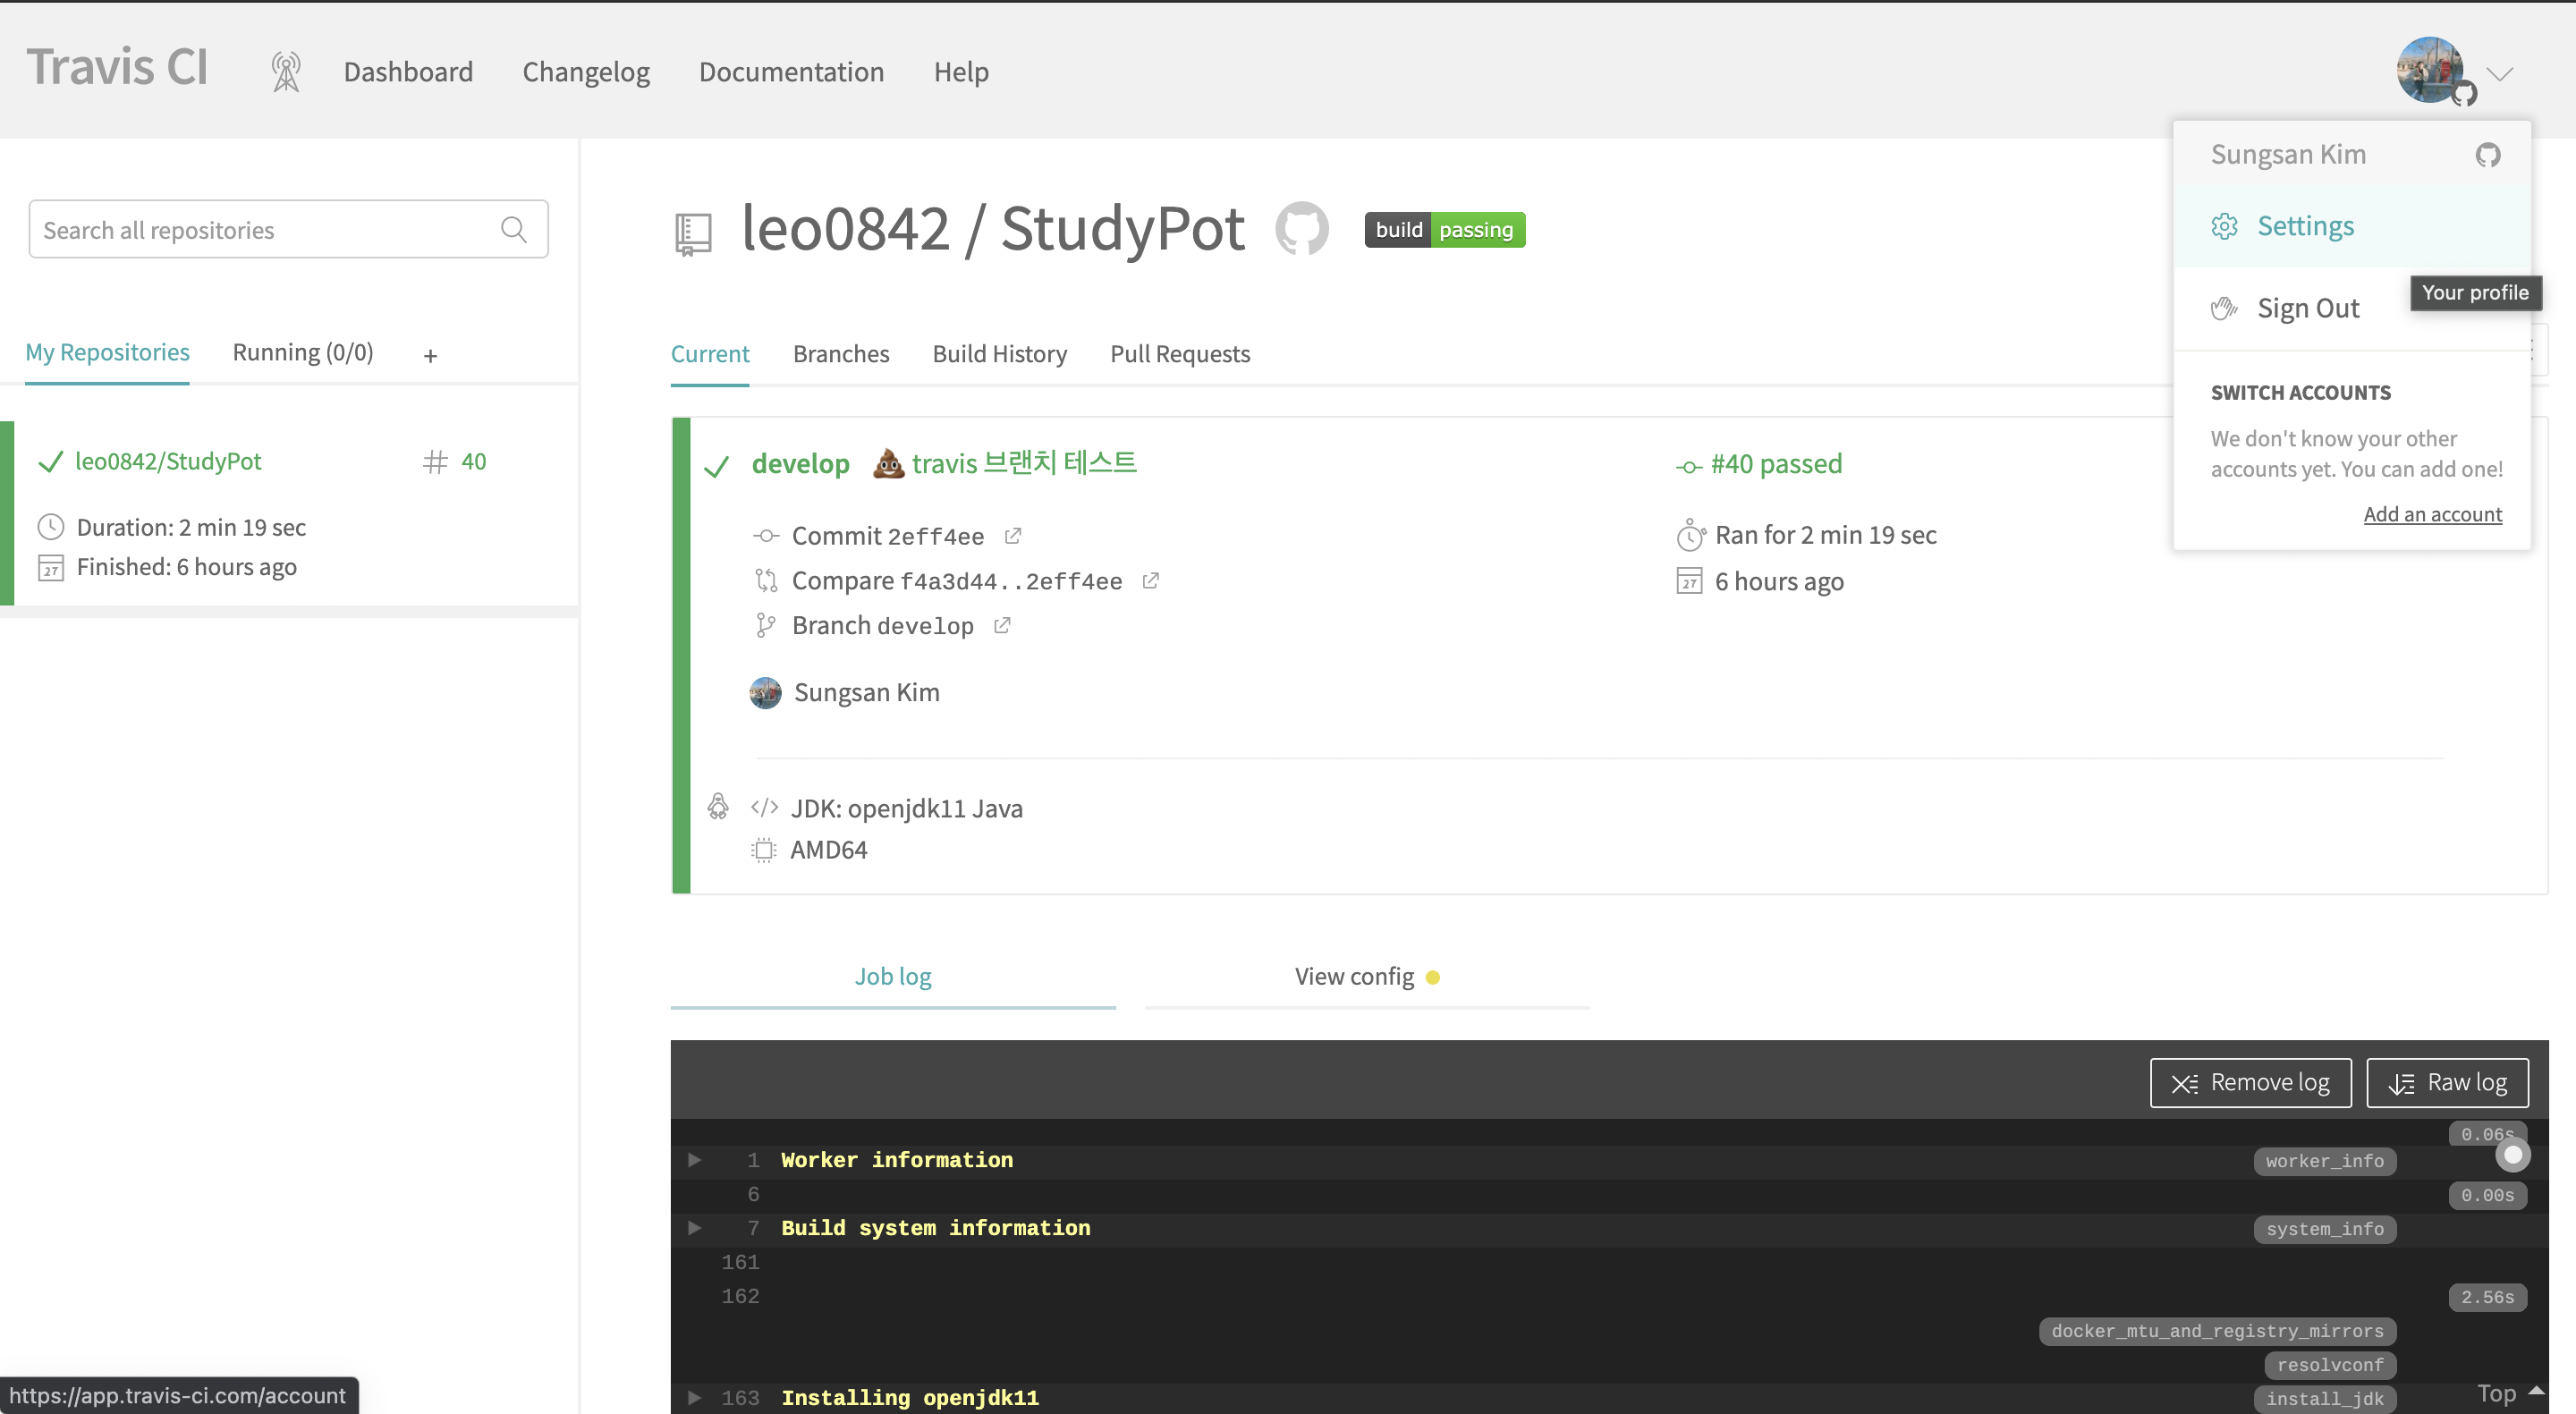 Travis CI
Dashboard
Changelog
Documentation
Help
Sungsan Kim
Settings
Your profile
Sign Out
SWITCH ACCOUNTS
We don't know your other
accounts yet. You can add one!
Add an account
Search all repositories
My Repositories
Running (0/0)
+
leo0842/StudyPot
# 40
Duration: 2 min 19 sec
27 Finished: 6 hours ago
leo0842 / StudyPot
build passing
Current
Branches
Build History
Pull Requests
develop 💩 travis 브랜치 테스트
#40 passed
Commit 2eff4ee
Ran for 2 min 19 sec
Compare f4a3d44..2eff4ee
27 6 hours ago
Branch develop
Sungsan Kim
</> JDK: openjdk11 Java
AMD64
Job log
View config
Remove log
Raw log
0.06s
1 Worker information worker_info
6 0.00s
7 Build system information system_info
161
162 2.56s
docker_mtu_and_registry_mirrors
resolvconf
163 Installing openjdk11 install_jdk
Top
https://app.travis-ci.com/account